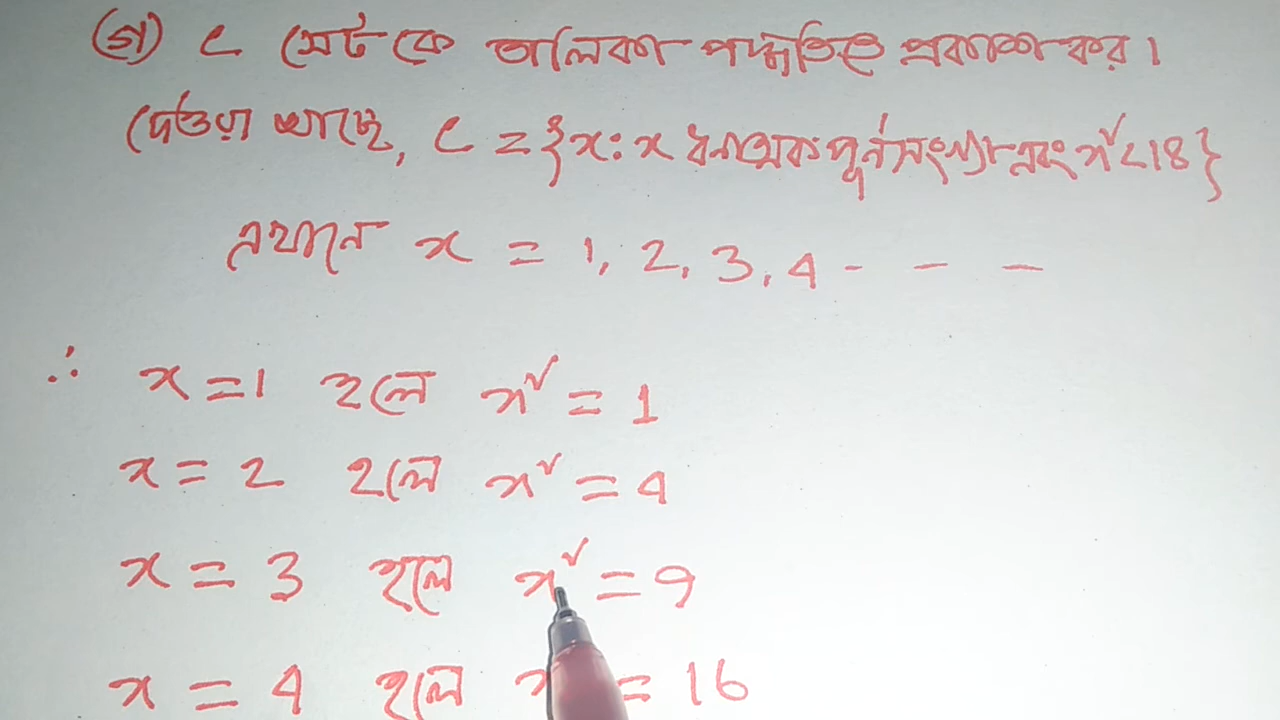 (গ) C সেট কে তালিকা পদ্ধতিতে প্রকাশ কর।
দেওয়া আছে, C = {x : x ধনাত্মক পূর্ণসংখ্যা এবং x² < 18}
এখানে x = 1, 2, 3, 4 - - -
∴ x = 1 হলে x² = 1
x = 2 হলে x² = 4
x = 3 হলে x² = 9
x = 4 হলে x = 16